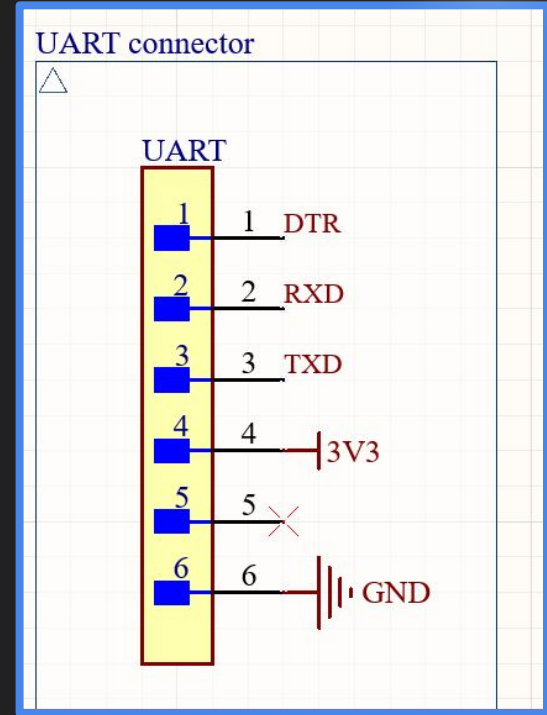 UART connector
UART
1 1 DTR
2 2 RXD
3 3 TXD
4 4 3V3
5 5
6 6 GND